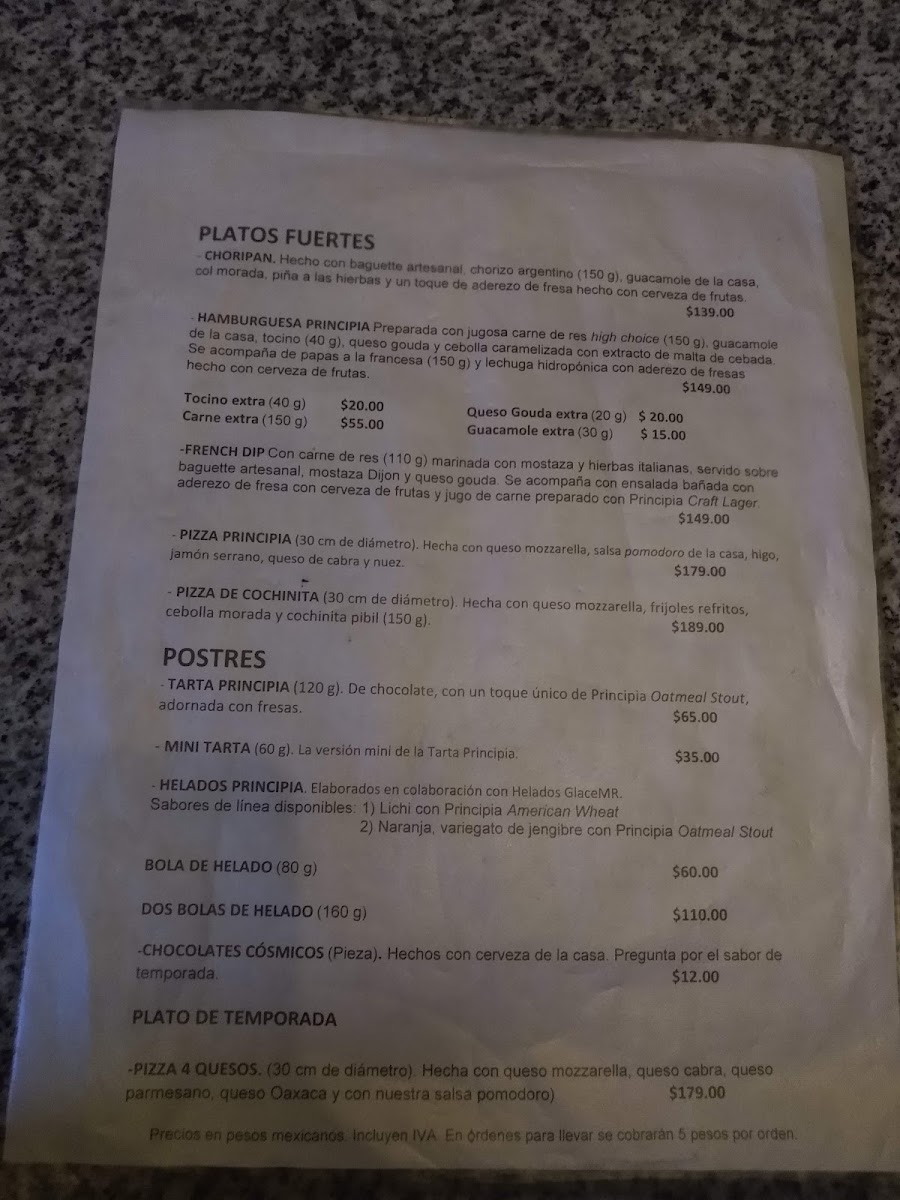 PLATOS FUERTES
- CHORIPAN. Hecho con baguette artesanal, chorizo argentino (150 g), guacamole de la casa,
col morada, piña a las hierbas y un toque de aderezo de fresa hecho con cerveza de frutas.
$139.00
- HAMBURGUESA PRINCIPIA Preparada con jugosa carne de res high choice (150 g), guacamole
de la casa, tocino (40 g), queso gouda y cebolla caramelizada con extracto de malta de cebada.
Se acompaña de papas a la francesa (150 g) y lechuga hidropónica con aderezo de fresas
hecho con cerveza de frutas.
$149.00
Tocino extra (40 g) $20.00 Queso Gouda extra (20 g) $ 20.00
Carne extra (150 g) $55.00 Guacamole extra (30 g) $ 15.00
-FRENCH DIP Con carne de res (110 g) marinada con mostaza y hierbas italianas, servido sobre
baguette artesanal, mostaza Dijon y queso gouda. Se acompaña con ensalada bañada con
aderezo de fresa con cerveza de frutas y jugo de carne preparado con Principia Craft Lager.
$149.00
- PIZZA PRINCIPIA (30 cm de diámetro). Hecha con queso mozzarella, salsa pomodoro de la casa, higo,
jamón serrano, queso de cabra y nuez.
$179.00
- PIZZA DE COCHINITA (30 cm de diámetro). Hecha con queso mozzarella, frijoles refritos,
cebolla morada y cochinita pibil (150 g).
$189.00
POSTRES
- TARTA PRINCIPIA (120 g). De chocolate, con un toque único de Principia Oatmeal Stout,
adornada con fresas.
$65.00
- MINI TARTA (60 g). La versión mini de la Tarta Principia. $35.00
- HELADOS PRINCIPIA. Elaborados en colaboración con Helados GlaceMR.
Sabores de línea disponibles: 1) Lichi con Principia American Wheat
2) Naranja, variegato de jengibre con Principia Oatmeal Stout
BOLA DE HELADO (80 g) $60.00
DOS BOLAS DE HELADO (160 g) $110.00
-CHOCOLATES CÓSMICOS (Pieza). Hechos con cerveza de la casa. Pregunta por el sabor de
temporada. $12.00
PLATO DE TEMPORADA
-PIZZA 4 QUESOS. (30 cm de diámetro). Hecha con queso mozzarella, queso cabra, queso
parmesano, queso Oaxaca y con nuestra salsa pomodoro) $179.00
Precios en pesos mexicanos. Incluyen IVA. En órdenes para llevar se cobrarán 5 pesos por orden.